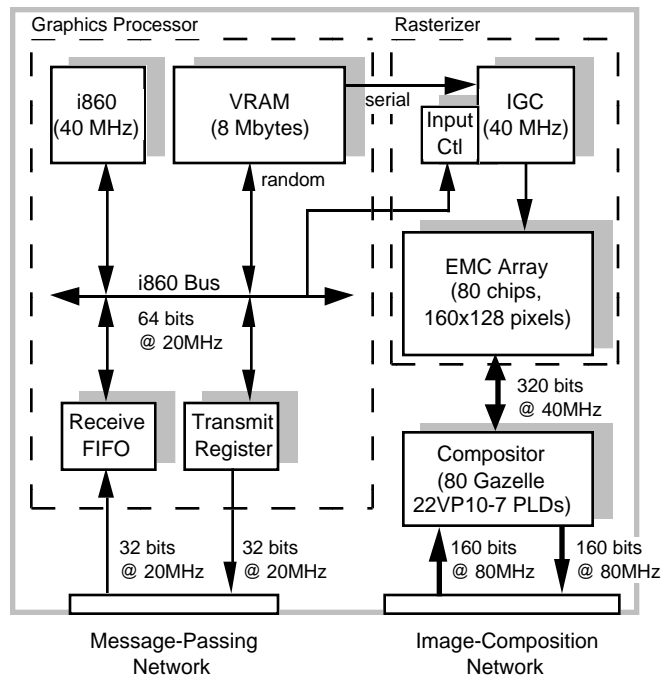 Graphics Processor
Rasterizer
i860
(40 MHz)
VRAM
(8 Mbytes)
serial
IGC
(40 MHz)
Input
Ctl
random
i860 Bus
64 bits
@ 20MHz
EMC Array
(80 chips,
160x128 pixels)
320 bits
@ 40MHz
Receive
FIFO
Transmit
Register
Compositor
(80 Gazelle
22VP10-7 PLDs)
32 bits
@ 20MHz
32 bits
@ 20MHz
160 bits
@ 80MHz
160 bits
@ 80MHz
Message-Passing
Network
Image-Composition
Network